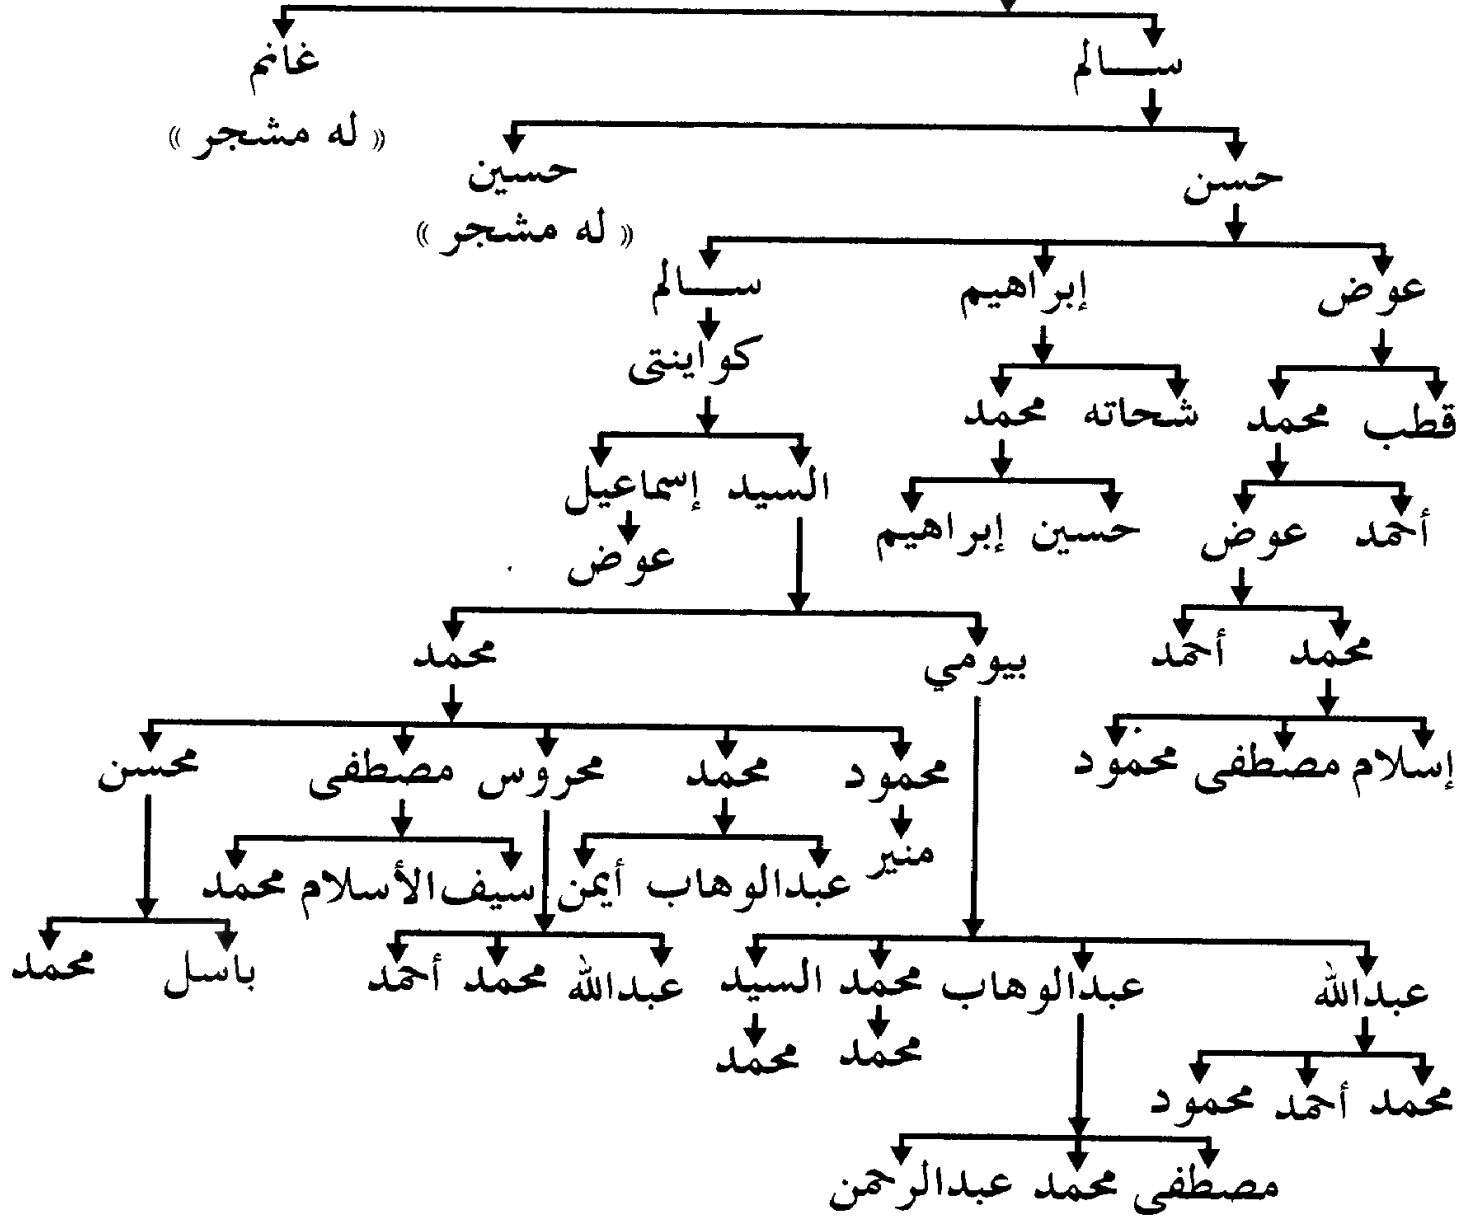 سالم غانم
« له مشجر »
حسن حسين
« له مشجر »
عوض إبراهيم سالم
كواينتى
قطب محمد شحاته محمد
السيد إسماعيل
أحمد عوض حسين إبراهيم
عوض
محمد أحمد
بيومي محمد
إسلام مصطفى محمود
محمود محمد محروس مصطفى محسن
منير
عبدالوهاب أيمن سيف الأسلام محمد
باسل محمد
عبدالله محمد أحمد
عبدالله عبدالوهاب محمد السيد
محمد محمد
محمد أحمد محمود
مصطفى محمد عبدالرحمن